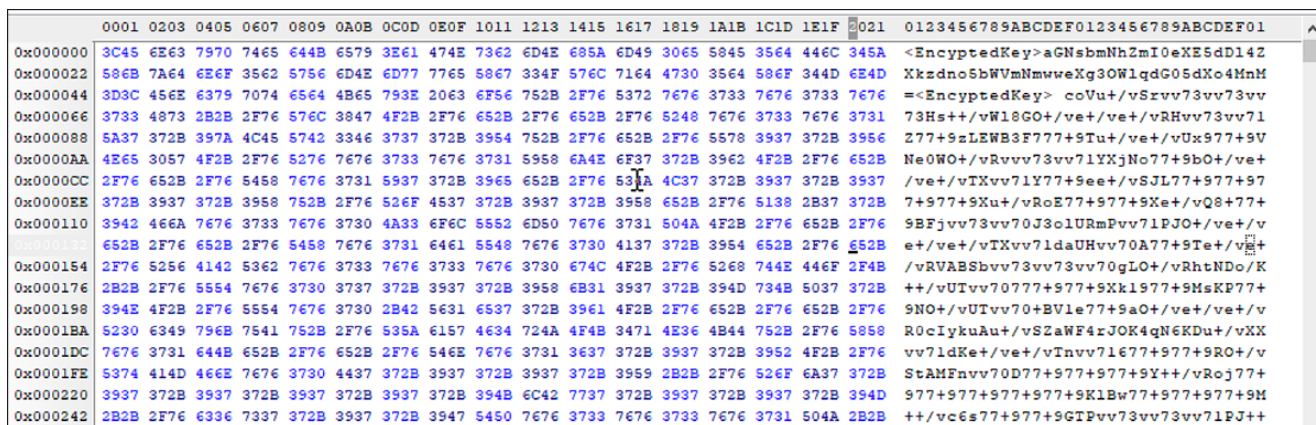 0001 0203 0405 0607 0809 0A0B 0C0D 0E0F 1011 1213 1415 1617 1819 1A1B 1C1D 1E1F 2021 0123456789ABCDEF0123456789ABCDEF01
0x000000 3C45 6E63 7970 7465 644B 6579 3E61 474E 7362 6D4E 685A 6D49 3065 5845 3564 446C 345A <EncyptedKey>aGNsbmNhZmI0eXE5dDl4Z
0x000022 586B 7A64 6E6F 3562 5756 6D4E 6D77 7765 5867 334F 576C 7164 4730 3564 586F 344D 6E4D Xkzdno5bWVmNmwweXg3OWlqdG05dXo4MnM
0x000044 3D3C 456E 6379 7074 6564 4B65 793E 2063 6F56 752B 2F76 5372 7676 3733 7676 3733 7676 =<EncyptedKey> coVu+/vSrvv73vv73vv
0x000066 3733 4873 2B2B 2F76 576C 3847 4F2B 2F76 652B 2F76 652B 2F76 5248 7676 3733 7676 3731 73Hs++/vWl8GO+/ve+/ve+/vRHvv73vv71
0x000088 5A37 372B 397A 4C45 5742 3346 3737 372B 3954 752B 2F76 652B 2F76 5578 3937 372B 3956 Z77+9zLEWB3F777+9Tu+/ve+/vUx977+9V
0x0000AA 4E65 3057 4F2B 2F76 5276 7676 3733 7676 3731 5958 6A4E 6F37 372B 3962 4F2B 2F76 652B Ne0WO+/vRvvv73vv71YXjNo77+9bO+/ve+
0x0000CC 2F76 652B 2F76 5458 7676 3731 5937 372B 3965 652B 2F76 534A 4C37 372B 3937 372B 3937 /ve+/vTXvv71Y77+9ee+/vSJL77+977+97
0x0000EE 372B 3937 372B 3958 752B 2F76 526F 4537 372B 3937 372B 3958 652B 2F76 5138 2B37 372B 7+977+9Xu+/vRoE77+977+9Xe+/vQ8+77+
0x000110 3942 466A 7676 3733 7676 3730 4A33 6F6C 5552 6D50 7676 3731 504A 4F2B 2F76 652B 2F76 9BFjvv73vv70J3olURmPvv71PJO+/ve+/v
0x000132 652B 2F76 652B 2F76 5458 7676 3731 6461 5548 7676 3730 4137 372B 3954 652B 2F76 652B e+/ve+/vTXvv71daUHvv70A77+9Te+/ve+
0x000154 2F76 5256 4142 5362 7676 3733 7676 3733 7676 3730 674C 4F2B 2F76 5268 744E 446F 2F4B /vRVABSbvv73vv73vv70gLO+/vRhtNDo/K
0x000176 2B2B 2F76 5554 7676 3730 3737 372B 3937 372B 3958 6B31 3937 372B 394D 734B 5037 372B ++/vUTvv70777+977+9Xk1977+9MsKP77+
0x000198 394E 4F2B 2F76 5554 7676 3730 2B42 5631 6537 372B 3961 4F2B 2F76 652B 2F76 652B 2F76 9NO+/vUTvv70+BV1e77+9aO+/ve+/ve+/v
0x0001BA 5230 6349 796B 7541 752B 2F76 535A 6157 4634 724A 4F4B 3471 4E36 4B44 752B 2F76 5858 R0cIykuAu+/vSZaWF4rJOK4qN6KDu+/vXX
0x0001DC 7676 3731 644B 652B 2F76 652B 2F76 546E 7676 3731 3637 372B 3937 372B 3952 4F2B 2F76 vv71dKe+/ve+/vTnvv71677+977+9RO+/v
0x0001FE 5374 414D 466E 7676 3730 4437 372B 3937 372B 3937 372B 3959 2B2B 2F76 526F 6A37 372B StAMFnvv70D77+977+977+9Y++/vRoj77+
0x000220 3937 372B 3937 372B 3937 372B 3937 372B 394B 6C42 7737 372B 3937 372B 3937 372B 394D 977+977+977+977+9KlBw77+977+977+9M
0x000242 2B2B 2F76 6336 7337 372B 3937 372B 3947 5450 7676 3733 7676 3733 7676 3731 504A 2B2B ++/vc6s77+977+9GTPvv73vv73vv71PJ++